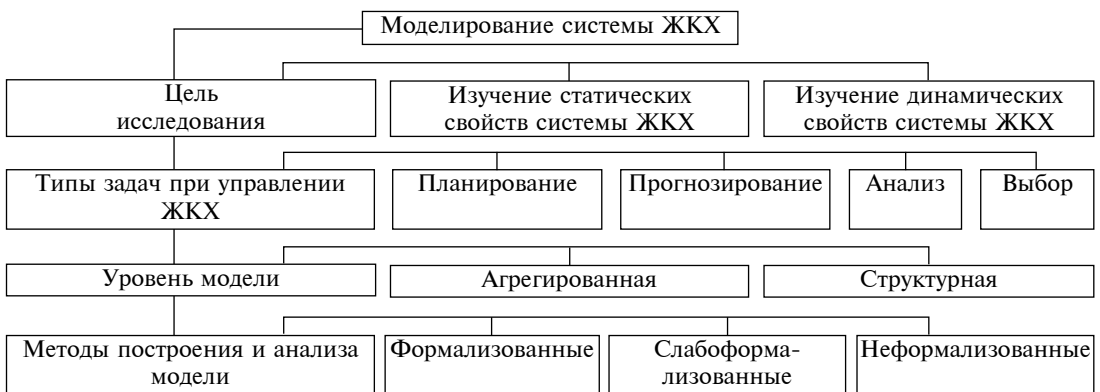 Моделирование системы ЖКХ
Цель
исследования
Изучение статических
свойств системы ЖКХ
Изучение динамических
свойств системы ЖКХ
Типы задач при управлении
ЖКХ
Планирование
Прогнозирование
Анализ
Выбор
Уровень модели
Агрегированная
Структурная
Методы построения и анализа
модели
Формализованные
Слабоформа-
лизованные
Неформализованные